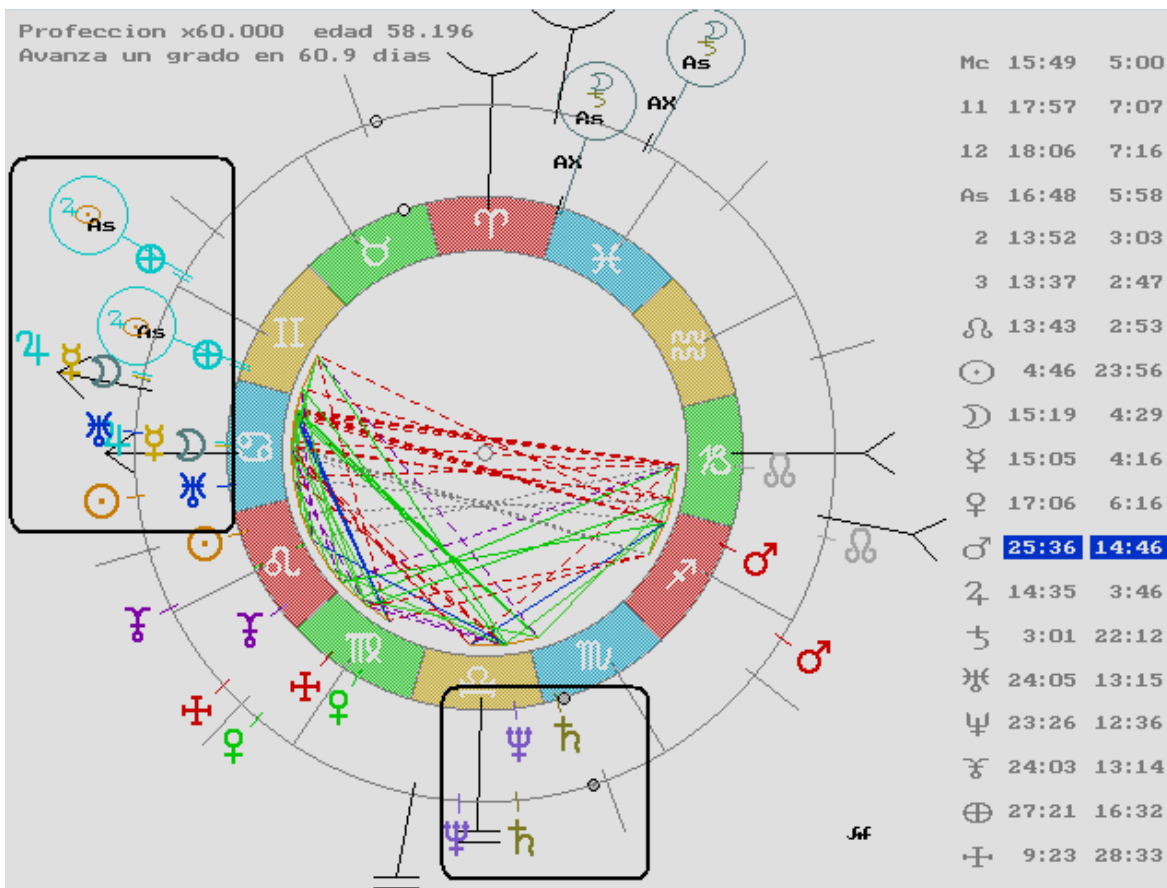 Profeccion x60.000 edad 58.196
Avanza un grado en 60.9 dias
As
As
AX
AX
As
As
Mc 15:49 5:00
11 17:57 7:07
12 18:06 7:16
As 16:48 5:58
2 13:52 3:03
3 13:37 2:47
☊ 13:43 2:53
☉ 4:46 23:56
☽ 15:19 4:29
☿ 15:05 4:16
♀ 17:06 6:16
♂ 25:36 14:46
♃ 14:35 3:46
♄ 3:01 22:12
♅ 24:05 13:15
♆ 23:26 12:36
24:03 13:14
⊕ 27:21 16:32
9:23 28:33